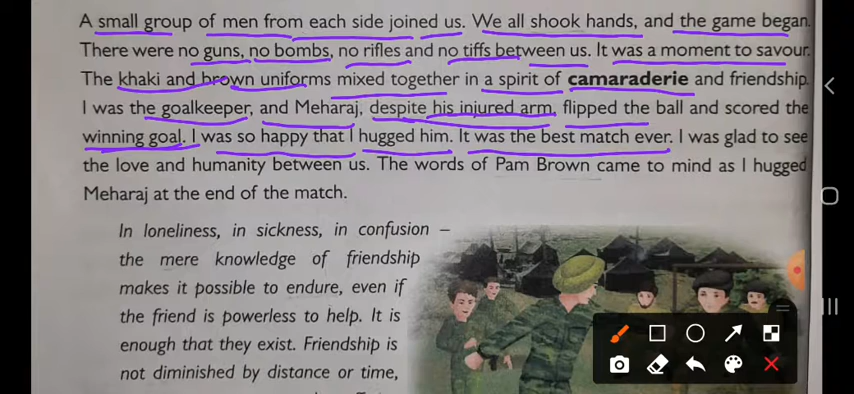 A small group of men from each side joined us. We all shook hands, and the game began.
There were no guns, no bombs, no rifles and no tiffs between us. It was a moment to savour.
The khaki and brown uniforms mixed together in a spirit of camaraderie and friendship.
I was the goalkeeper, and Meharaj, despite his injured arm, flipped the ball and scored the
winning goal. I was so happy that I hugged him. It was the best match ever. I was glad to see
the love and humanity between us. The words of Pam Brown came to mind as I hugged
Meharaj at the end of the match.
In loneliness, in sickness, in confusion –
the mere knowledge of friendship
makes it possible to endure, even if
the friend is powerless to help. It is
enough that they exist. Friendship is
not diminished by distance or time,